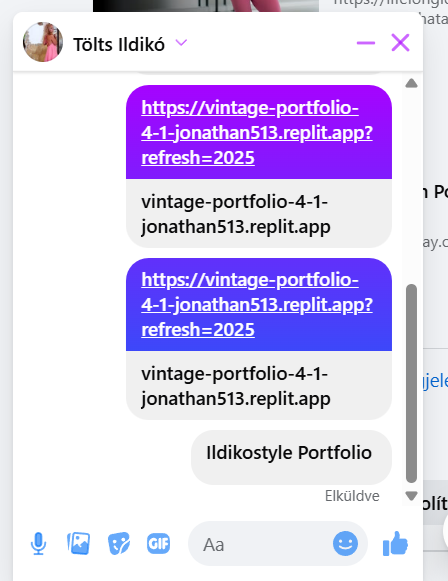 https://lifelongl
hata
Tölts Ildikó
https://vintage-portfolio-
4-1-jonathan513.replit.app?
refresh=2025
vintage-portfolio-4-1-
jonathan513.replit.app
https://vintage-portfolio-
4-1-jonathan513.replit.app?
refresh=2025
vintage-portfolio-4-1-
jonathan513.replit.app
Ildikostyle Portfolio
Elküldve
GIF
Aa
n Po
ay.c
gjele
olít